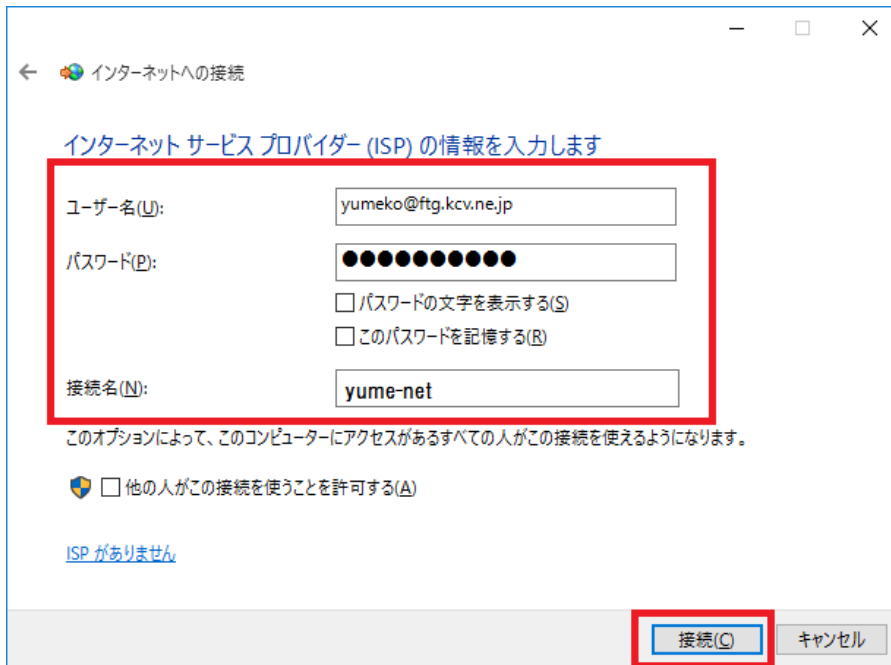 インターネットへの接続
インターネット サービス プロバイダー (ISP) の情報を入力します
ユーザー名(U): yumeko@ftg.kcv.ne.jp
パスワード(P): ●●●●●●●●●●
パスワードの文字を表示する(S)
このパスワードを記憶する(R)
接続名(N): yume-net
このオプションによって、このコンピューターにアクセスがあるすべての人がこの接続を使えるようになります。
他の人がこの接続を使うことを許可する(A)
ISP がありません
接続(C) キャンセル